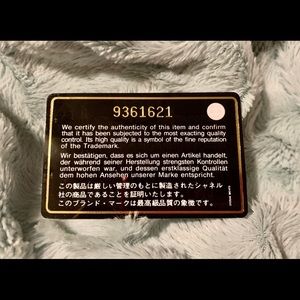 9361621
We certify the authenticity of this item and confirm
that it has been subjected to the most exacting quality
control. Its high quality is a symbol of the fine reputation
of the Trademark.
Wir bestätigen, dass es sich um einen Artikel handelt,
der während seiner Herstellung strengsten Kontrollen
unterworfen war, und dessen erstklassige Qualität
dem hohen Ansehen unserer Marke entspricht.
この製品は厳しい管理のもとに製造されたシャネル
社の商品であることを証明いたします。
このブランド・マークは最高級品質の象徴です。